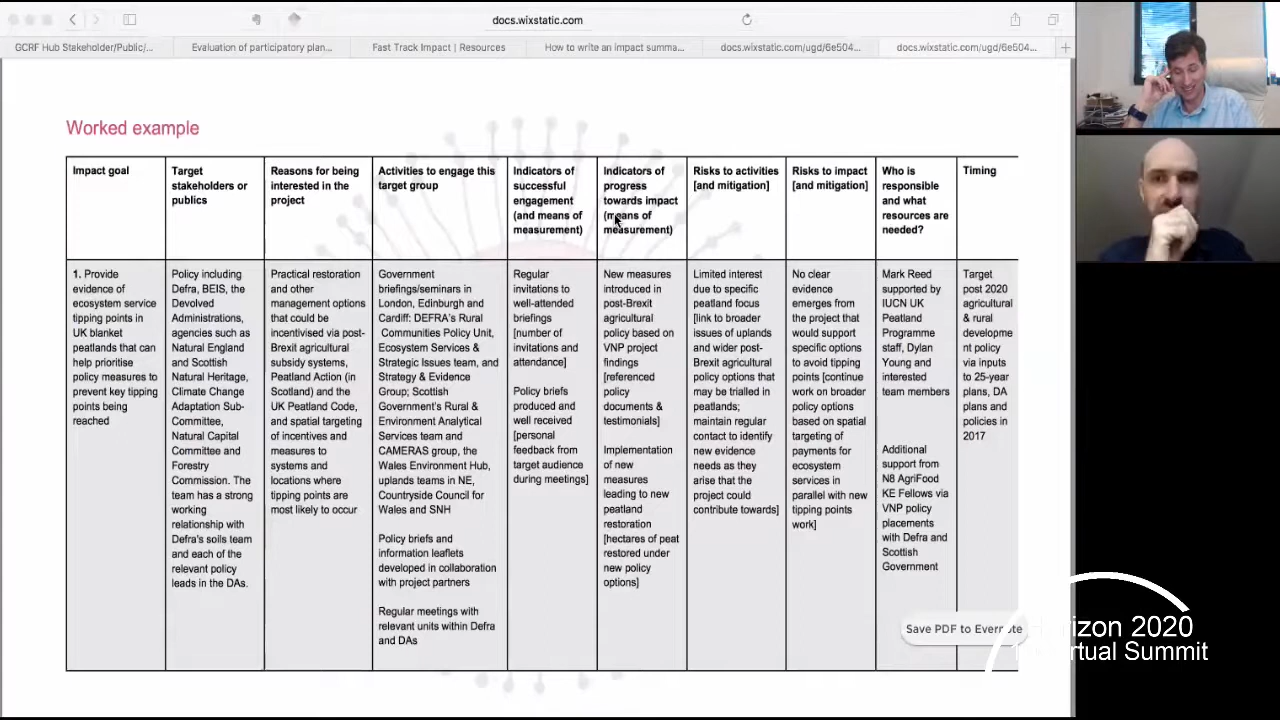 docs.wixstatic.com
GCRF Hub Stakeholder/Public/...
Evaluation of participatory plan...
Fast Track Impact | Resources
How to write an impact summa...
docs.wixstatic.com/ugd/6e504...
docs.wixstatic.com/ugd/6e504...
Worked example
Impact goal
Target
stakeholders or
publics
Reasons for being
interested in the
project
Activities to engage this
target group
Indicators of
successful
engagement
(and means of
measurement)
Indicators of
progress
towards impact
(means of
measurement)
Risks to activities
[and mitigation]
Risks to impact
[and mitigation]
Who is
responsible
and what
resources are
needed?
Timing
1. Provide
evidence of
ecosystem service
tipping points in
UK blanket
peatlands that can
help prioritise
policy measures to
prevent key tipping
points being
reached
Policy including
Defra, BEIS, the
Devolved
Administrations,
agencies such as
Natural England
and Scottish
Natural Heritage,
Climate Change
Adaptation Sub-
Committee,
Natural Capital
Committee and
Forestry
Commission. The
team has a strong
working
relationship with
Defra's soils team
and each of the
relevant policy
leads in the DAs.
Practical restoration
and other
management options
that could be
incentivised via post-
Brexit agricultural
subsidy systems,
Peatland Action (in
Scotland) and the
UK Peatland Code,
and spatial targeting
of incentives and
measures to
systems and
locations where
tipping points are
most likely to occur
Government
briefings/seminars in
London, Edinburgh and
Cardiff: DEFRA's Rural
Communities Policy Unit,
Ecosystem Services &
Strategic Issues team, and
Strategy & Evidence
Group; Scottish
Government's Rural &
Environment Analytical
Services team and
CAMERAS group, the
Wales Environment Hub,
uplands teams in NE,
Countryside Council for
Wales and SNH
Policy briefs and
information leaflets
developed in collaboration
with project partners
Regular meetings with
relevant units within Defra
and DAs
Regular
invitations to
well-attended
briefings
[number of
invitations and
attendance]
Policy briefs
produced and
well received
[personal
feedback from
target audience
during meetings]
New measures
introduced in
post-Brexit
agricultural
policy based on
VNP project
findings
[referenced
policy
documents &
testimonials]
Implementation
of new
measures
leading to new
peatland
restoration
[hectares of peat
restored under
new policy
options]
Limited interest
due to specific
peatland focus
[link to broader
issues of uplands
and wider post-
Brexit agricultural
policy options that
may be trialled in
peatlands;
maintain regular
contact to identify
new evidence
needs as they
arise that the
project could
contribute towards]
No clear
evidence
emerges from
the project that
would support
specific options
to avoid tipping
points [continue
work on broader
policy options
based on spatial
targeting of
payments for
ecosystem
services in
parallel with new
tipping points
work]
Mark Reed
supported by
IUCN UK
Peatland
Programme
staff, Dylan
Young and
interested
team members
Additional
support from
N8 AgriFood
KE Fellows via
VNP policy
placements
with Defra and
Scottish
Government
Target
post 2020
agricultural
& rural
developme
nt policy
via inputs
to 25-year
plans, DA
plans and
policies in
2017
Save PDF to Evernote
2020
Summit